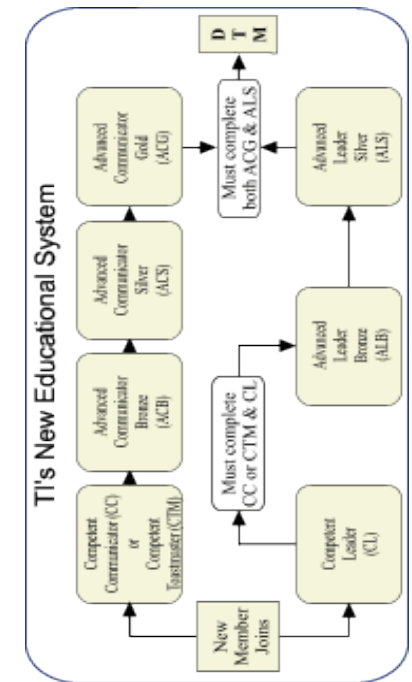 TI's New Educational System
New
Member
Joins
Competent
Communicator (CC)
or
Competent
Toastmaster (CTM)
Advanced
Communicator
Bronze
(ACB)
Advanced
Communicator
Silver
(ACS)
Advanced
Communicator
Gold
(ACG)
Competent
Leader
(CL)
Must complete
CC or CTM & CL
Advanced
Leader
Bronze
(ALB)
Advanced
Leader
Silver
(ALS)
Must complete
both ACG & ALS
D
T
M